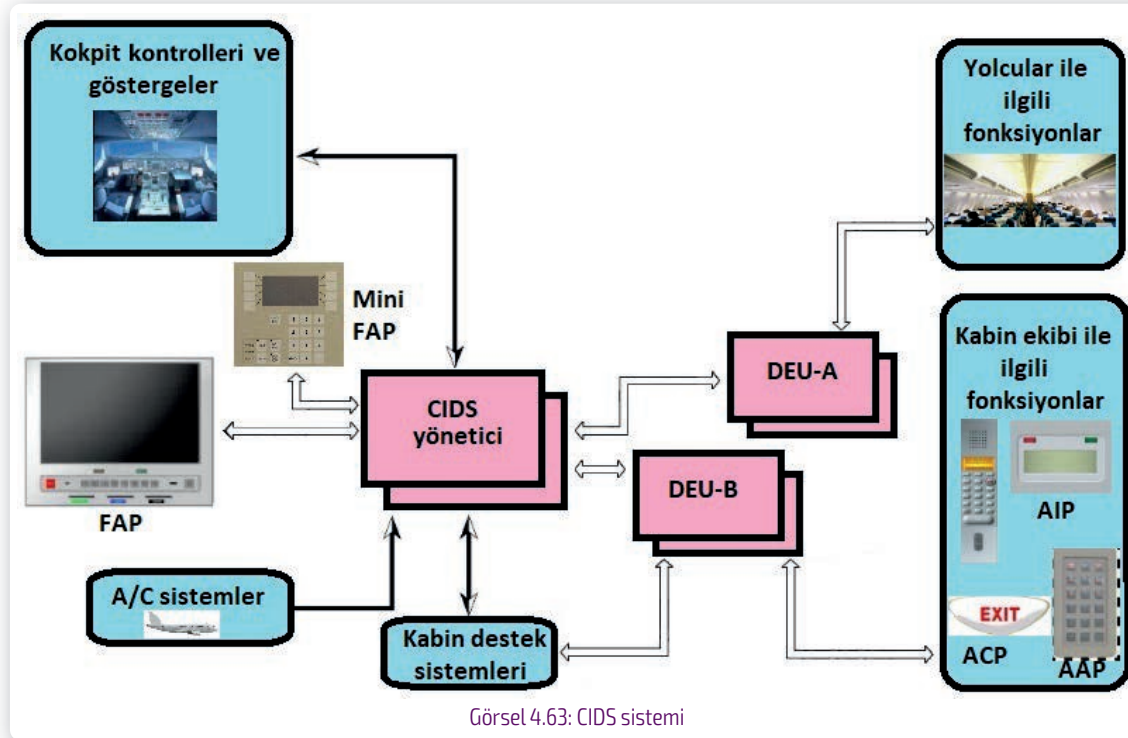 Kokpit kontrolleri ve
göstergeler
Yolcular ile
ilgili
fonksiyonlar
Mini
FAP
FAP
CIDS
yönetici
DEU-A
DEU-B
Kabin ekibi ile
ilgili
fonksiyonlar
AIP
EXIT
ACP
AAP
A/C sistemler
Kabin destek
sistemleri
Görsel 4.63: CIDS sistemi